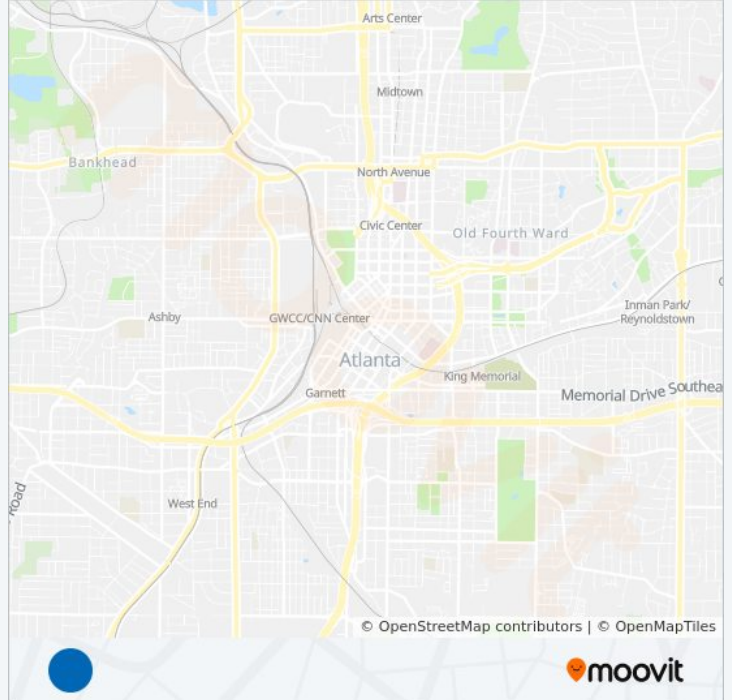 Arts Center
Midtown
Bankhead
North Avenue
Civic Center
Old Fourth Ward
Inman Park/
Reynoldstown
Ashby
GWCC/CNN Center
Atlanta
King Memorial
Garnett
Memorial Drive Southea
West End
Road
© OpenStreetMap contributors | © OpenMapTiles
moovit